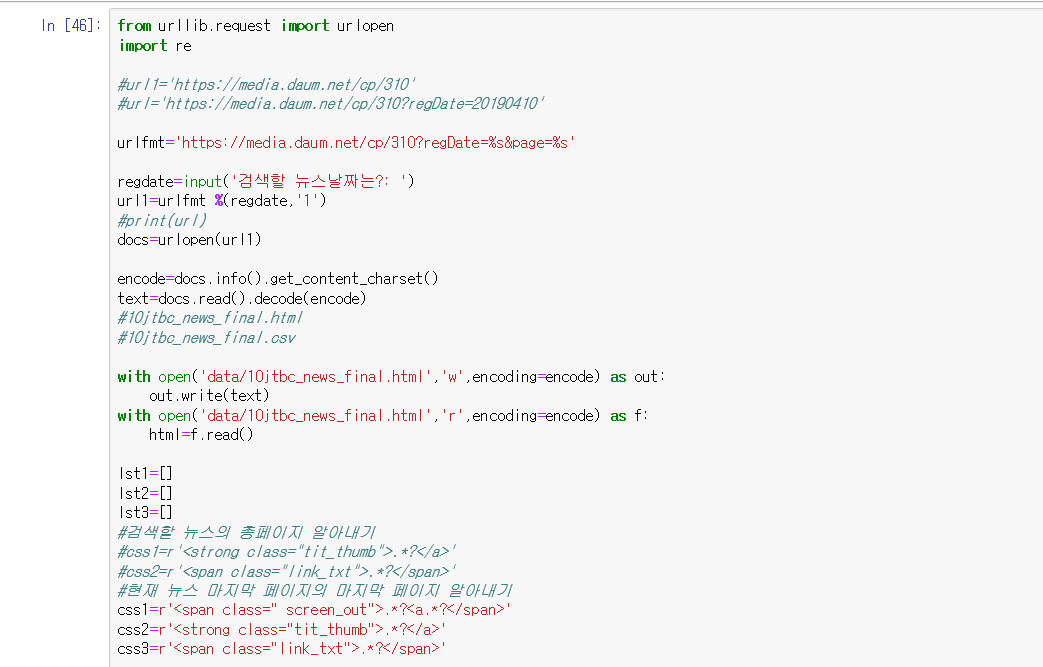 In [46]:
from urllib.request import urlopen
import re
#url1='https://media.daum.net/cp/310'
#url='https://media.daum.net/cp/310?regDate=20190410'
urlfmt='https://media.daum.net/cp/310?regDate=%s&page=%s'
regdate=input('검색할 뉴스날짜는?: ')
url1=urlfmt %(regdate,'1')
#print(url)
docs=urlopen(url1)
encode=docs.info().get_content_charset()
text=docs.read().decode(encode)
#10jtbc_news_final.html
#10jtbc_news_final.csv
with open('data/10jtbc_news_final.html','w',encoding=encode) as out:
    out.write(text)
with open('data/10jtbc_news_final.html','r',encoding=encode) as f:
    html=f.read()
lst1=[]
lst2=[]
lst3=[]
#검색할 뉴스의 총페이지 알아내기
#css1=r'<strong class="tit_thumb">.*?</a>'
#css2=r'<span class="link_txt">.*?</span>'
#현재 뉴스 마지막 페이지의 마지막 페이지 알아내기
css1=r'<span class=" screen_out">.*?<a.*?</span>'
css2=r'<strong class="tit_thumb">.*?</a>'
css3=r'<span class="link_txt">.*?</span>'